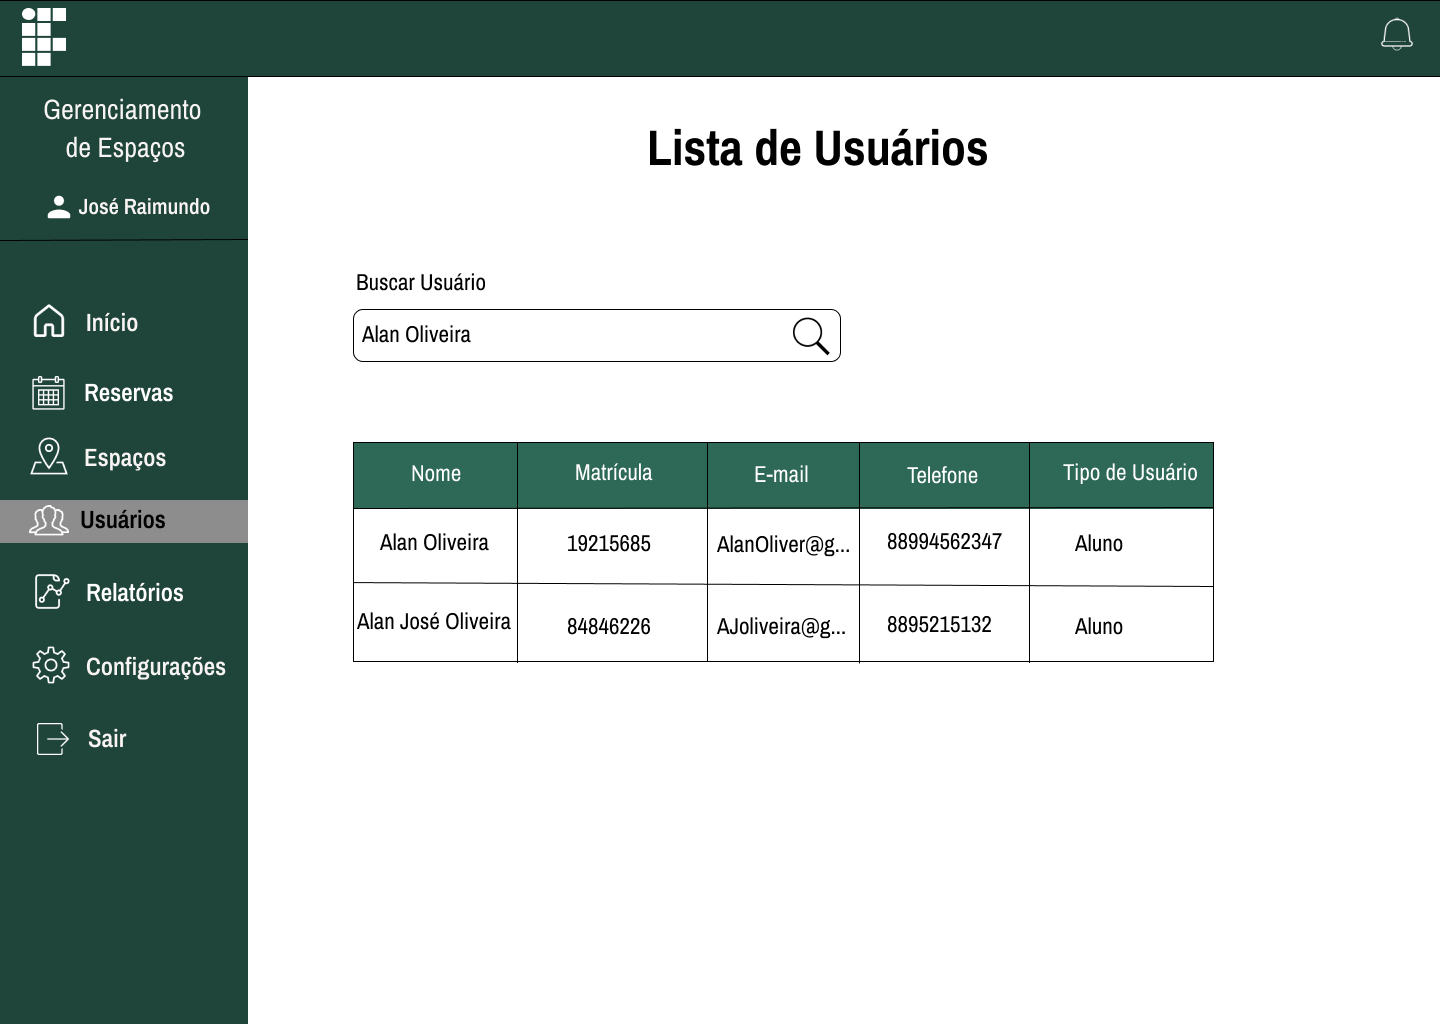 Gerenciamento
de Espaços
José Raimundo
Início
Reservas
Espaços
Usuários
Relatórios
Configurações
Sair
Lista de Usuários
Buscar Usuário
Alan Oliveira
Nome Matrícula E-mail Telefone Tipo de Usuário
Alan Oliveira 19215685 AlanOliver@g... 88994562347 Aluno
Alan José Oliveira 84846226 AJoliveira@g... 8895215132 Aluno